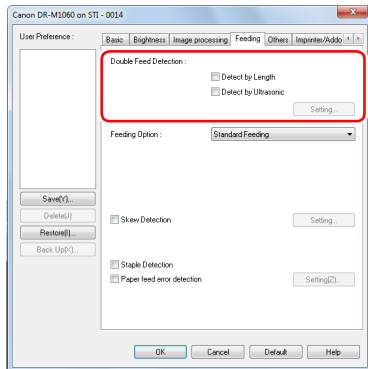 Canon DR-M1060 on STI - 0014
User Preference :
Basic Brightness Image processing Feeding Others Imprinter/Addo
Double Feed Detection :
Detect by Length
Detect by Ultrasonic
Setting...
Feeding Option : Standard Feeding
Save(Y)...
Delete(J)
Skew Detection Setting...
Restore(I)...
Back Up(X)...
Staple Detection
Paper feed error detection Setting(Z)...
OK Cancel Default Help